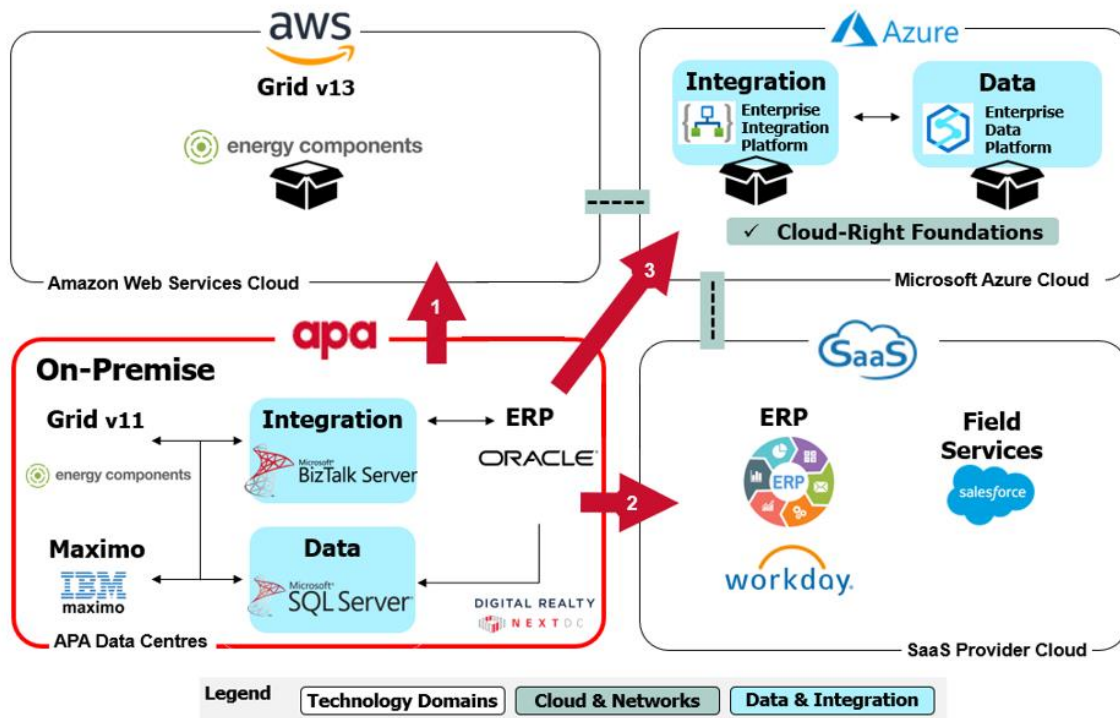 aws
Grid v13
energy components
Amazon Web Services Cloud
Azure
Integration
Enterprise
Integration
Platform
Data
Enterprise
Data
Platform
✓ Cloud-Right Foundations
Microsoft Azure Cloud
1
3
2
apa
On-Premise
Grid v11
energy components
Integration
Microsoft
BizTalk Server
ERP
ORACLE
Maximo
IBM
maximo
Data
Microsoft
SQL Server
DIGITAL REALTY
NEXTDC
APA Data Centres
SaaS
ERP
ERP
workday.
Field
Services
salesforce
SaaS Provider Cloud
Legend
Technology Domains
Cloud & Networks
Data & Integration